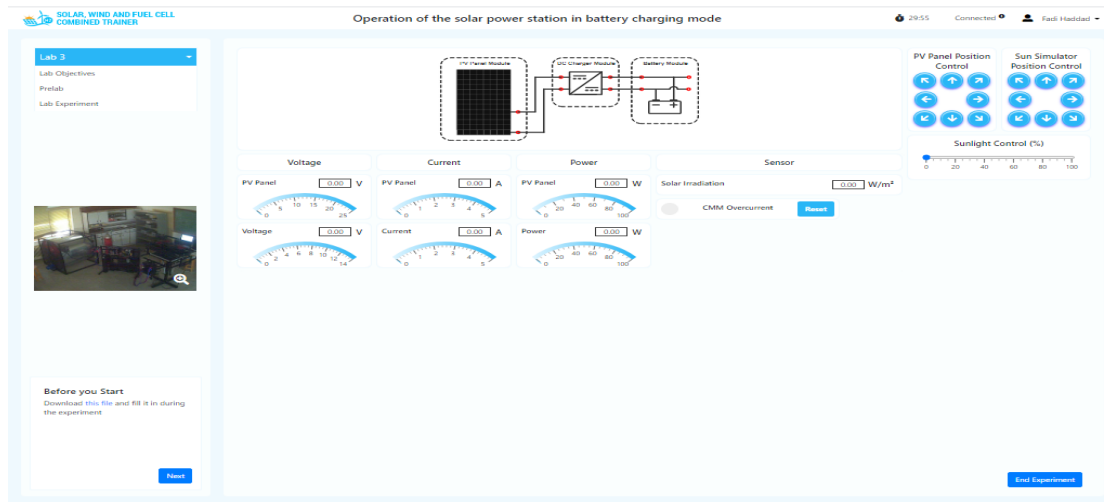 SOLAR, WIND AND FUEL CELL
COMBINED TRAINER
Operation of the solar power station in battery charging mode
29:55
Connected
Fadi Haddad
Lab 3
Lab Objectives
Prelab
Lab Experiment
PV Panel Module
DC Charger Module
Battery Module
PV Panel Position
Control
Sun Simulator
Position Control
Sunlight Control (%)
0 20 40 60 80 100
Voltage
Current
Power
Sensor
PV Panel 0.00 V
0 5 10 15 20 25
PV Panel 0.00 A
0 1 2 3 4 5
PV Panel 0.00 W
0 20 40 60 80 100
Solar Irradiation 0.00 W/m²
CMM Overcurrent Reset
Voltage 0.00 V
0 2 4 6 8 10 12 14
Current 0.00 A
0 1 2 3 4 5
Power 0.00 W
0 20 40 60 80 100
Before you Start
Download this file and fill it in during
the experiment
Next
End Experiment